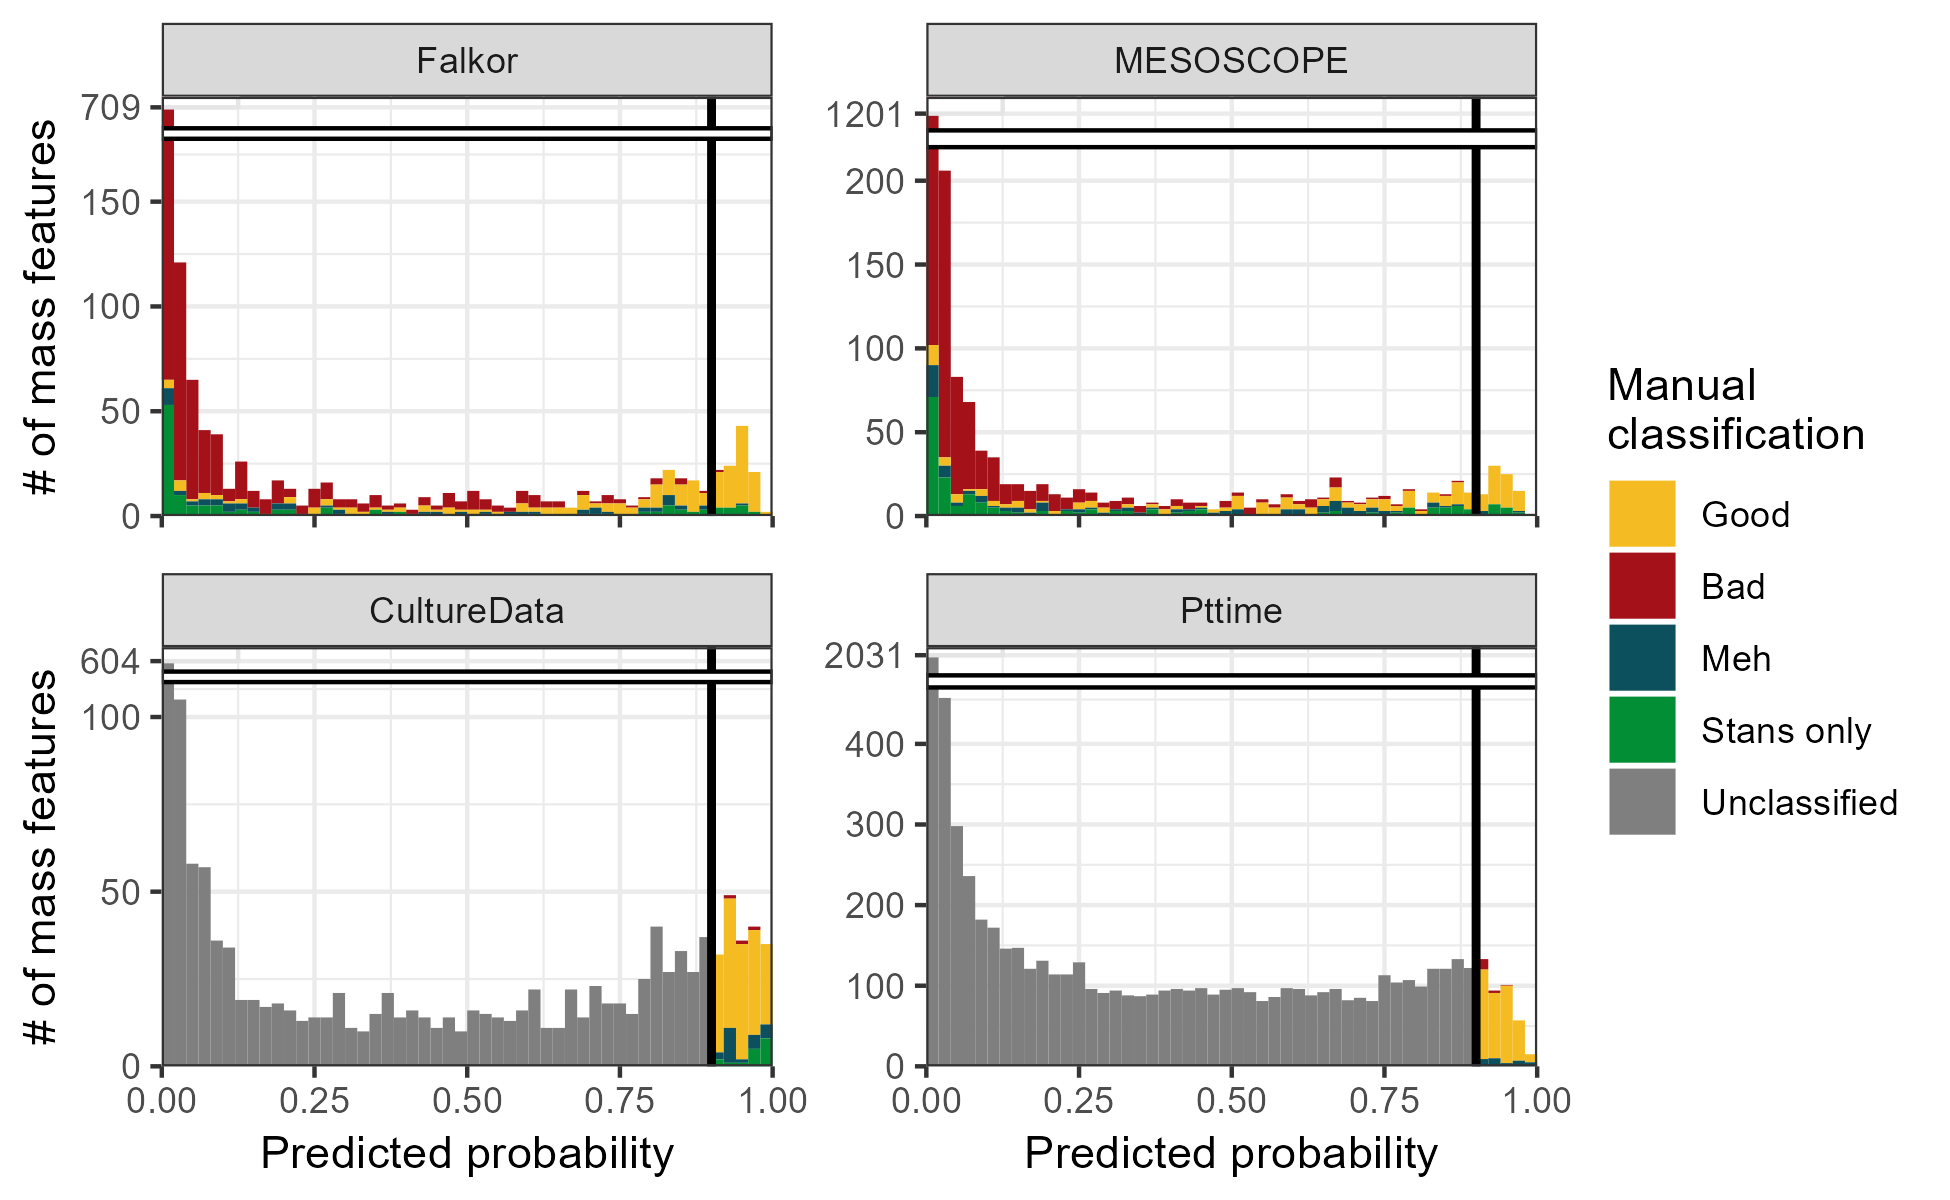 Falkor
MESOSCOPE
# of mass features
709
150
100
50
0
1201
200
150
100
50
0
CultureData
Pttime
# of mass features
604
100
50
0
2031
400
300
200
100
0
0.00 0.25 0.50 0.75 1.00
0.00 0.25 0.50 0.75 1.00
Predicted probability
Predicted probability
Manual
classification
Good
Bad
Meh
Stans only
Unclassified